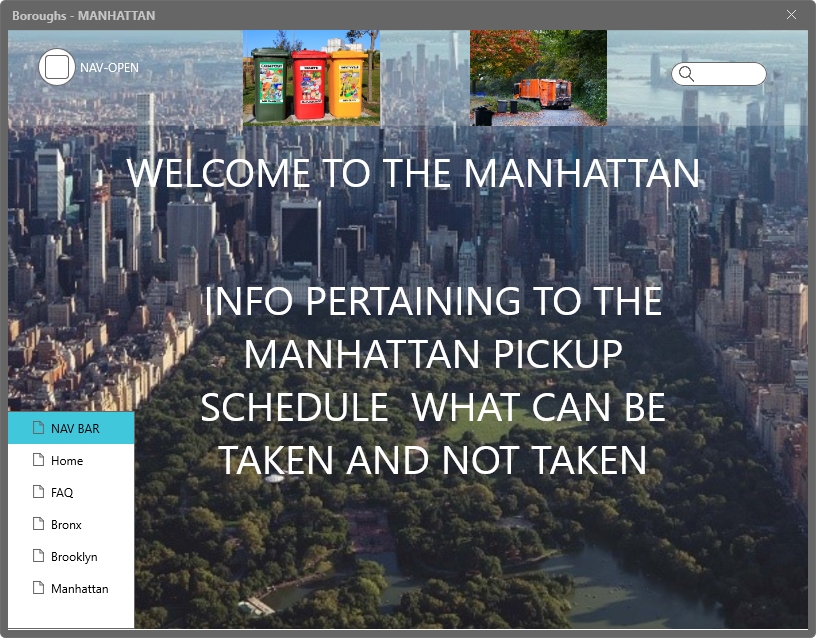 Boroughs - MANHATTAN
NAV-OPEN
WELCOME TO THE MANHATTAN
INFO PERTAINING TO THE
MANHATTAN PICKUP
SCHEDULE  WHAT CAN BE
TAKEN AND NOT TAKEN
NAV BAR
Home
FAQ
Bronx
Brooklyn
Manhattan